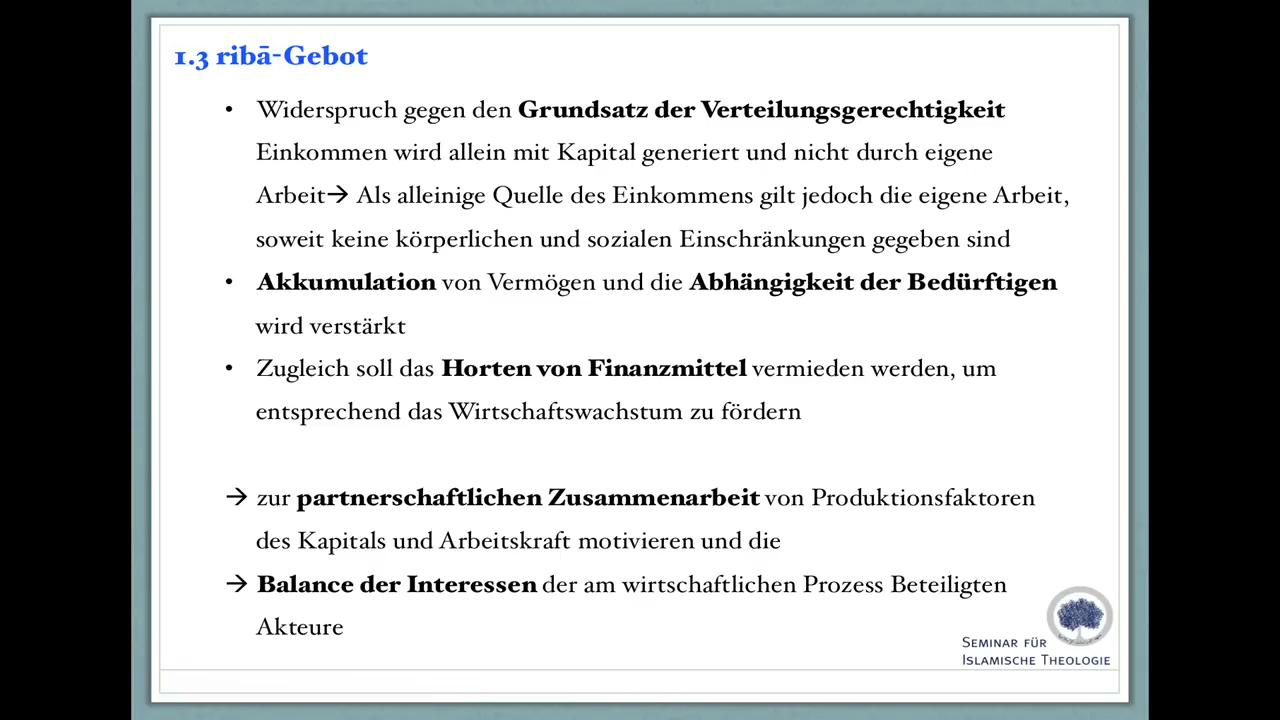 1.3 ribā-Gebot
• Widerspruch gegen den Grundsatz der Verteilungsgerechtigkeit
Einkommen wird allein mit Kapital generiert und nicht durch eigene
Arbeit→ Als alleinige Quelle des Einkommens gilt jedoch die eigene Arbeit,
soweit keine körperlichen und sozialen Einschränkungen gegeben sind
• Akkumulation von Vermögen und die Abhängigkeit der Bedürftigen
wird verstärkt
• Zugleich soll das Horten von Finanzmittel vermieden werden, um
entsprechend das Wirtschaftswachstum zu fördern
→ zur partnerschaftlichen Zusammenarbeit von Produktionsfaktoren
des Kapitals und Arbeitskraft motivieren und die
→ Balance der Interessen der am wirtschaftlichen Prozess Beteiligten
Akteure
Seminar für
Islamische Theologie